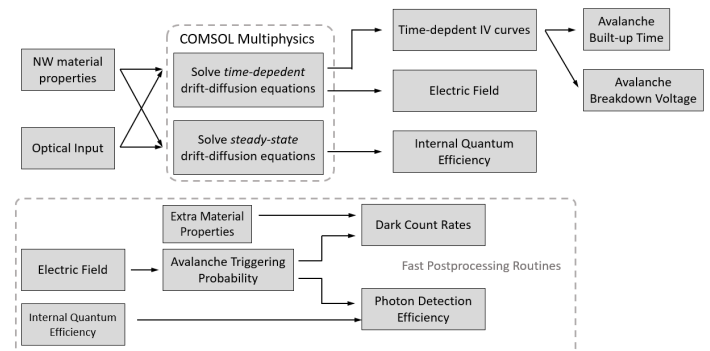 COMSOL Multiphysics
NW material
properties
Optical Input
Solve time-depedent
drift-diffusion equations
Solve steady-state
drift-diffusion equations
Time-depdent IV curves
Electric Field
Internal Quantum
Efficiency
Avalanche
Built-up Time
Avalanche
Breakdown Voltage
Extra Material
Properties
Dark Count Rates
Electric Field
Avalanche Triggering
Probability
Fast Postprocessing Routines
Internal Quantum
Efficiency
Photon Detection
Efficiency